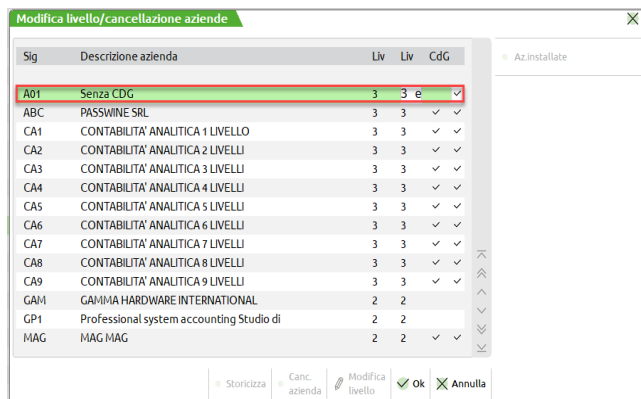 Modifica livello/cancellazione aziende
Sig Descrizione azienda Liv Liv CdG
Az.installate
A01 Senza CDG 3 3 e
ABC PASSWINE SRL 3 3
CA1 CONTABILITA' ANALITICA 1 LIVELLO 3 3
CA2 CONTABILITA' ANALITICA 2 LIVELLI 3 3
CA3 CONTABILITA' ANALITICA 3 LIVELLI 3 3
CA4 CONTABILITA' ANALITICA 4 LIVELLI 3 3
CA5 CONTABILITA' ANALITICA 5 LIVELLI 3 3
CA6 CONTABILITA' ANALITICA 6 LIVELLI 3 3
CA7 CONTABILITA' ANALITICA 7 LIVELLI 3 3
CA8 CONTABILITA' ANALITICA 8 LIVELLI 3 3
CA9 CONTABILITA' ANALITICA 9 LIVELLI 3 3
GAM GAMMA HARDWARE INTERNATIONAL 2 2
GP1 Professional system accounting Studio di 2 2
MAG MAG MAG 2 2
Storicizza
Canc. azienda
Modifica livello
Ok
Annulla